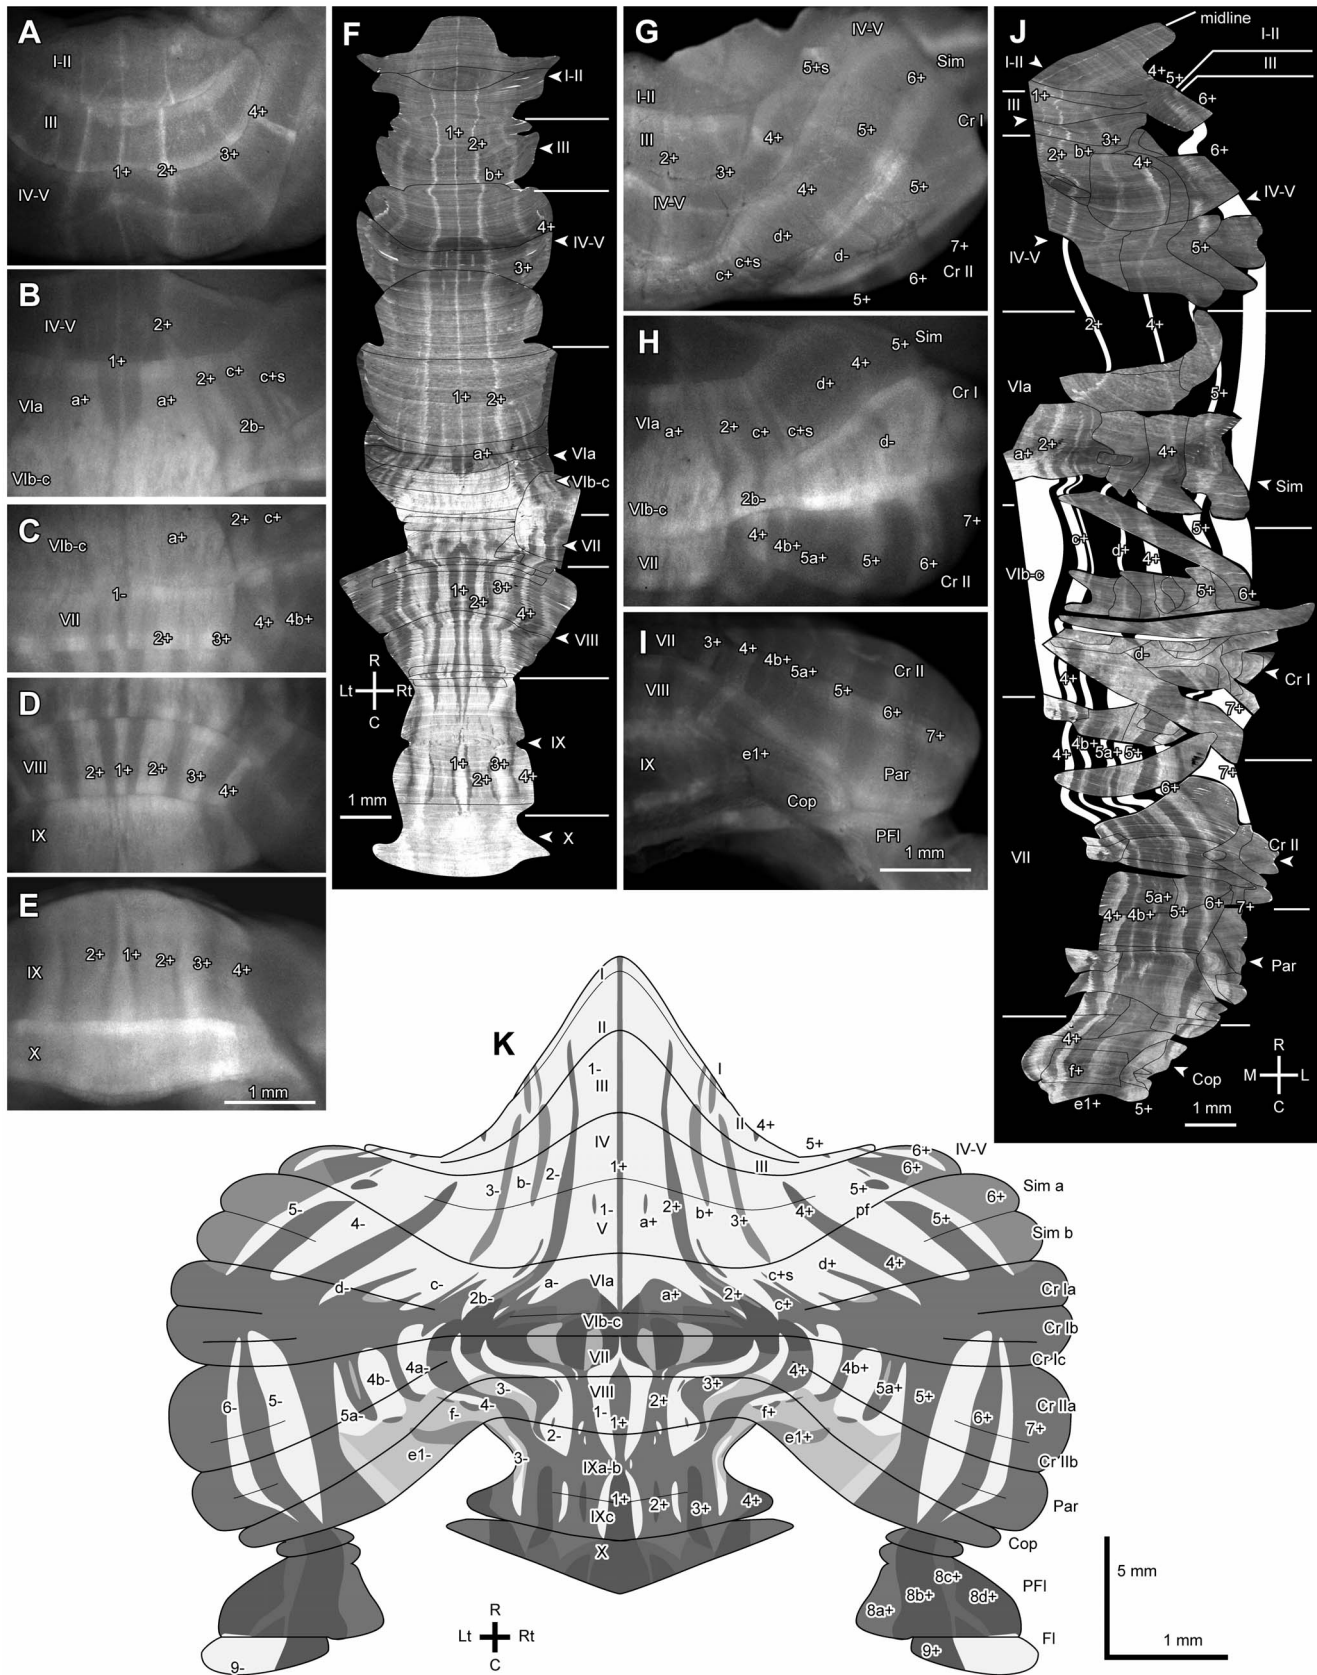 A
I-II
III
4+
3+
1+ 2+
IV-V
B
IV-V 2+
1+
2+ c+ c+s
a+ a+
VIa
2b-
VIb-c
C
2+ c+
VIb-c a+
1-
VII
2+ 3+ 4+ 4b+
D
VIII 2+ 1+ 2+ 3+ 4+
IX
E
2+ 1+ 2+ 3+ 4+
IX
X
1 mm
F
I-II
1+
2+
III
b+
4+
IV-V
3+
1+ 2+
a+
VIa
VIb-c
VII
1+ 3+
2+
4+
VIII
R
Lt Rt
C
IX
1+ 3+
2+ 4+
1 mm
X
G
IV-V
5+s
Sim
6+
I-II
Cr I
III
4+
5+
2+
3+
4+
5+
IV-V
d+
c+s
d-
7+
c+
6+
Cr II
5+
H
5+ Sim
4+
d+
Cr I
VIa
a+ 2+ c+ c+s
d-
VIb-c
2b-
7+
4+
4b+
VII
5a+ 5+ 6+
Cr II
I
VII 3+ 4+
4b+
5a+
Cr II
VIII
5+
6+
7+
e1+
IX
Par
Cop
PFl
1 mm
J
midline
I-II
I-II
4+
5+
III
1+
6+
III
3+
2+ b+
4+
6+
IV-V
5+
IV-V
2+ 4+
VIa
5+
2+
a+
4+
Sim
5+
c+
d+
4+
VIb-c
5+ 6+
d-
4+
Cr I
7+
4+ 4b+ 5a+ 5+
7+
6+
VII
Cr II
5a+
4+ 4b+ 5+ 6+ 7+
Par
4+
R
f+
M L
Cop
e1+ 5+
C
1 mm
K
I
II
1-
III
I
II
4+
5+
IV-V
6+
6+
IV
III
1+
3- b- 2-
5+
Sim a
5-
4-
1-
V
a+
2+
b+
3+
4+
pf
5+
6+
Sim b
d-
c-
2b-
a-
VIa
a+
2+
c+s
c+
d+
4+
Cr Ia
VIb-c
Cr Ib
VII
Cr Ic
4a-
4b-
4+ 4b+
5a+
6-
5-
3-
VIII
2+
3+
5+
Cr IIa
5a-
f-
4-
1-
1+
f+
6+
7+
e1-
2-
e1+
3-
IXa-b
Cr IIb
1+ 2+ 3+ 4+
Par
IXc
X
Cop
8c+
8b+
8a+
8d+
PFl
R
Lt Rt
C
5 mm
1 mm
Fl
9-
9+